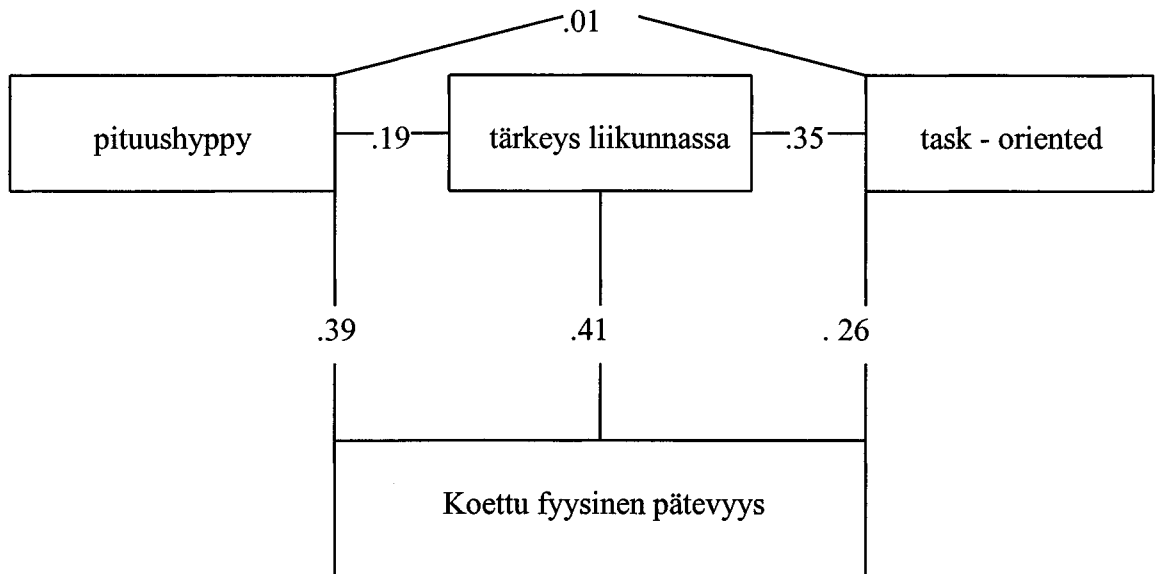 .01
pituushyppy .19 tärkeys liikunnassa .35 task - oriented
.39 .41 . 26
Koettu fyysinen pätevyys